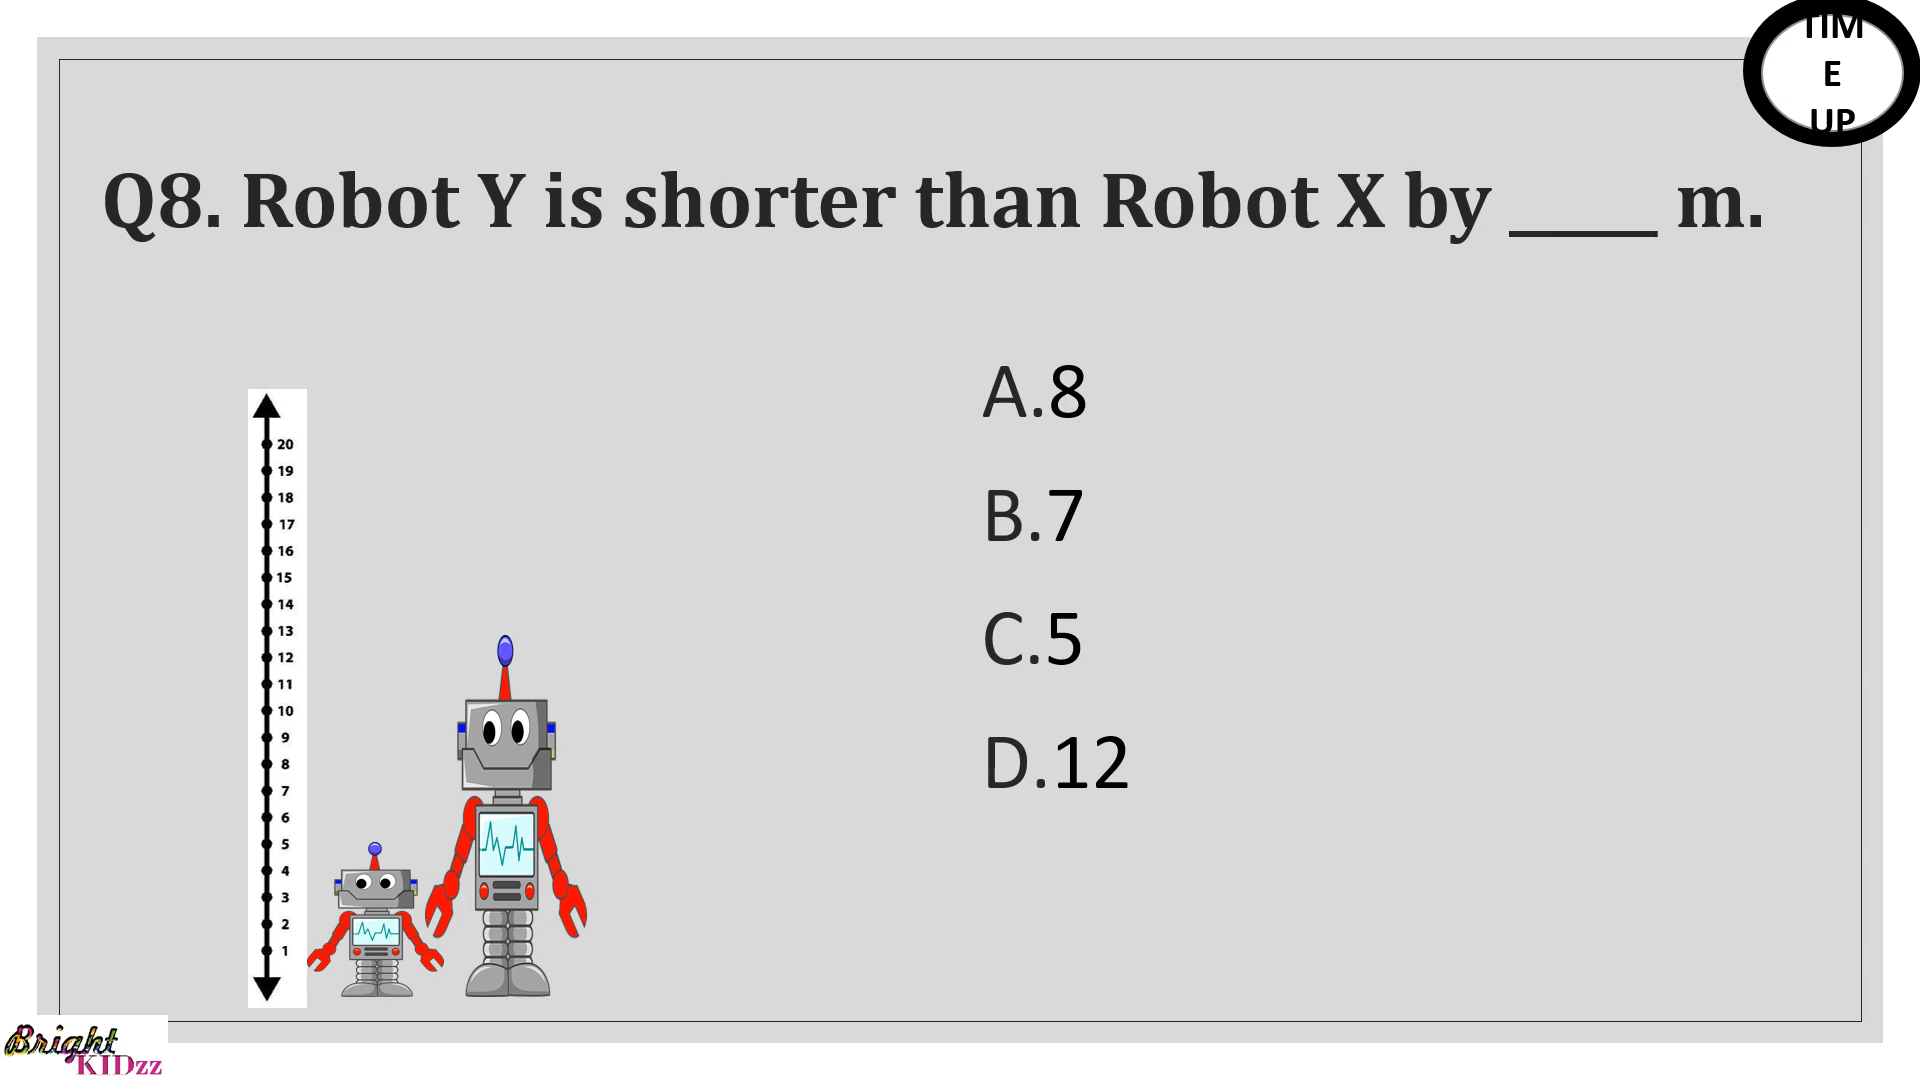 TIM
E
UP
Q8. Robot Y is shorter than Robot X by _____ m.
A.8
B.7
C.5
D.12
20
19
18
17
16
15
14
13
12
11
10
9
8
7
6
5
4
3
2
1
Bright
KIDzz